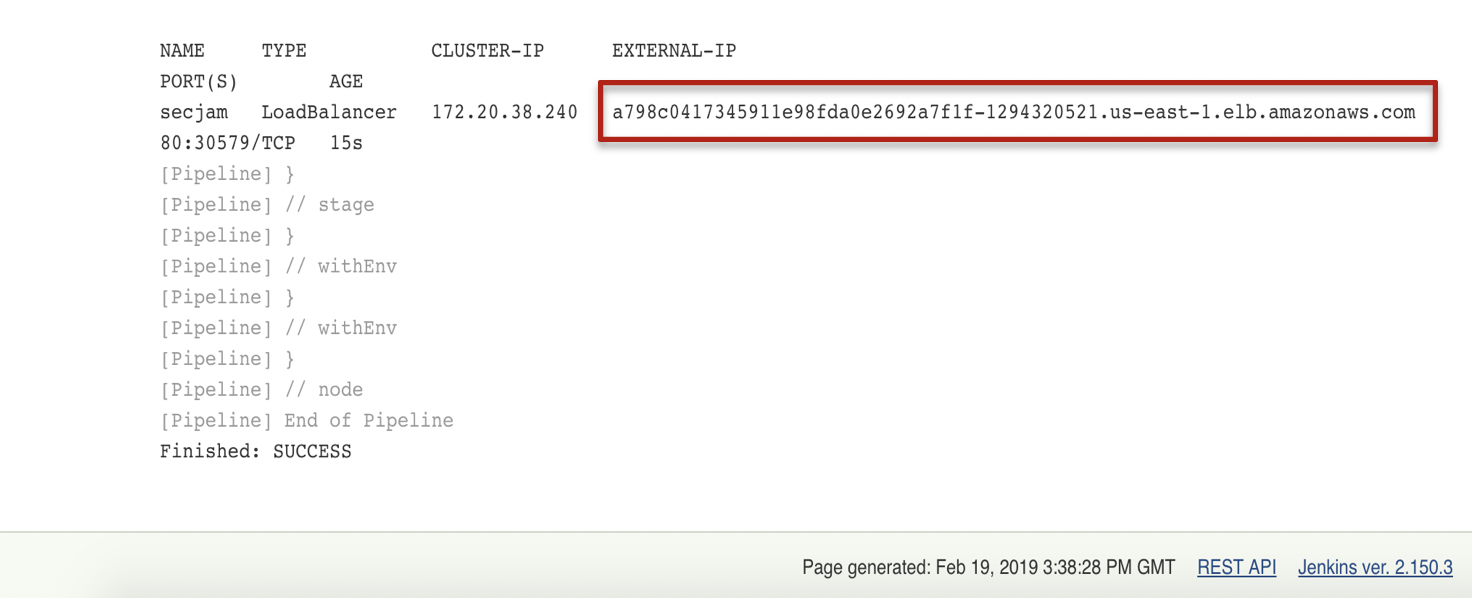 NAME TYPE CLUSTER-IP EXTERNAL-IP
PORT(S) AGE
secjam LoadBalancer 172.20.38.240 a798c0417345911e98fda0e2692a7f1f-1294320521.us-east-1.elb.amazonaws.com
80:30579/TCP 15s
[Pipeline] }
[Pipeline] // stage
[Pipeline] }
[Pipeline] // withEnv
[Pipeline] }
[Pipeline] // withEnv
[Pipeline] }
[Pipeline] // node
[Pipeline] End of Pipeline
Finished: SUCCESS
Page generated: Feb 19, 2019 3:38:28 PM GMT REST API Jenkins ver. 2.150.3